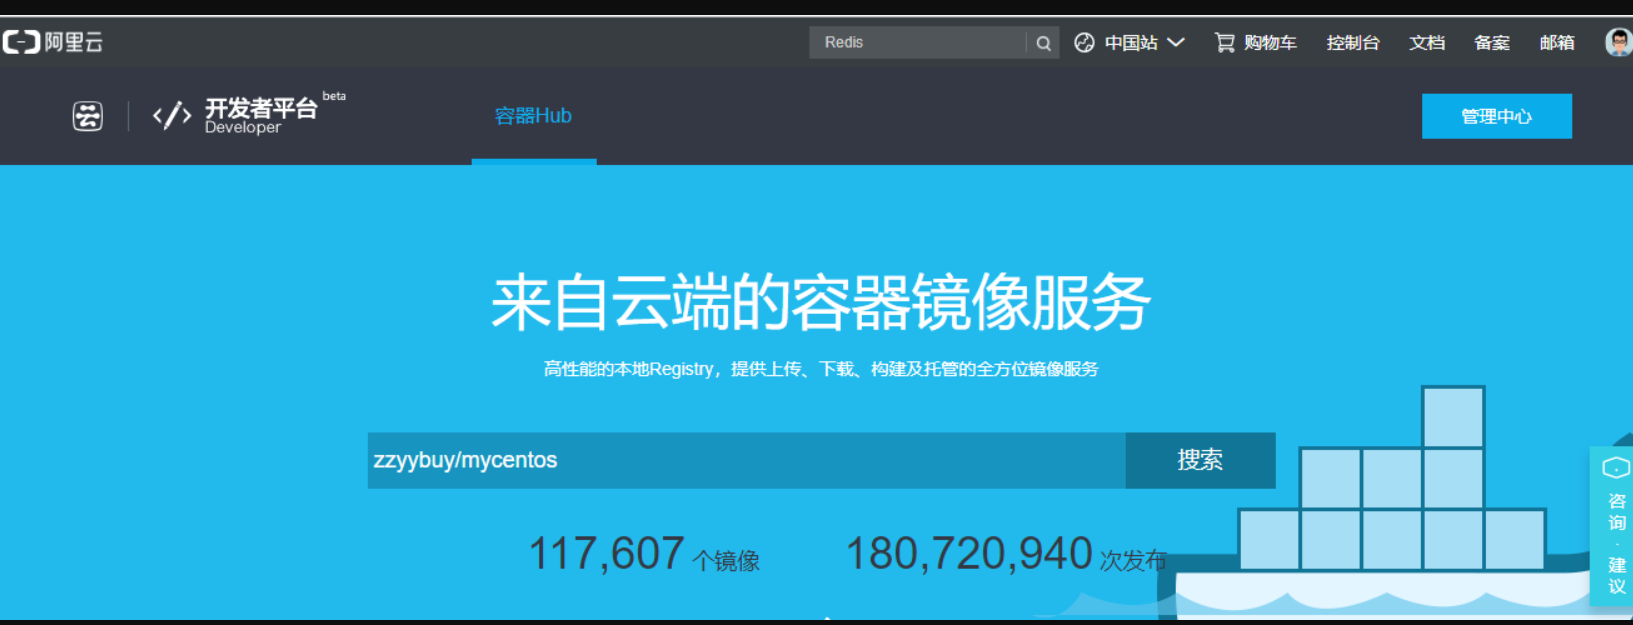 阿里云
Redis
中国站
购物车
控制台
文档
备案
邮箱
开发者平台 beta
Developer
容器Hub
管理中心
来自云端的容器镜像服务
高性能的本地Registry，提供上传、下载、构建及托管的全方位镜像服务
zzyybuy/mycentos
搜索
117,607 个镜像
180,720,940 次发布
咨询·建议